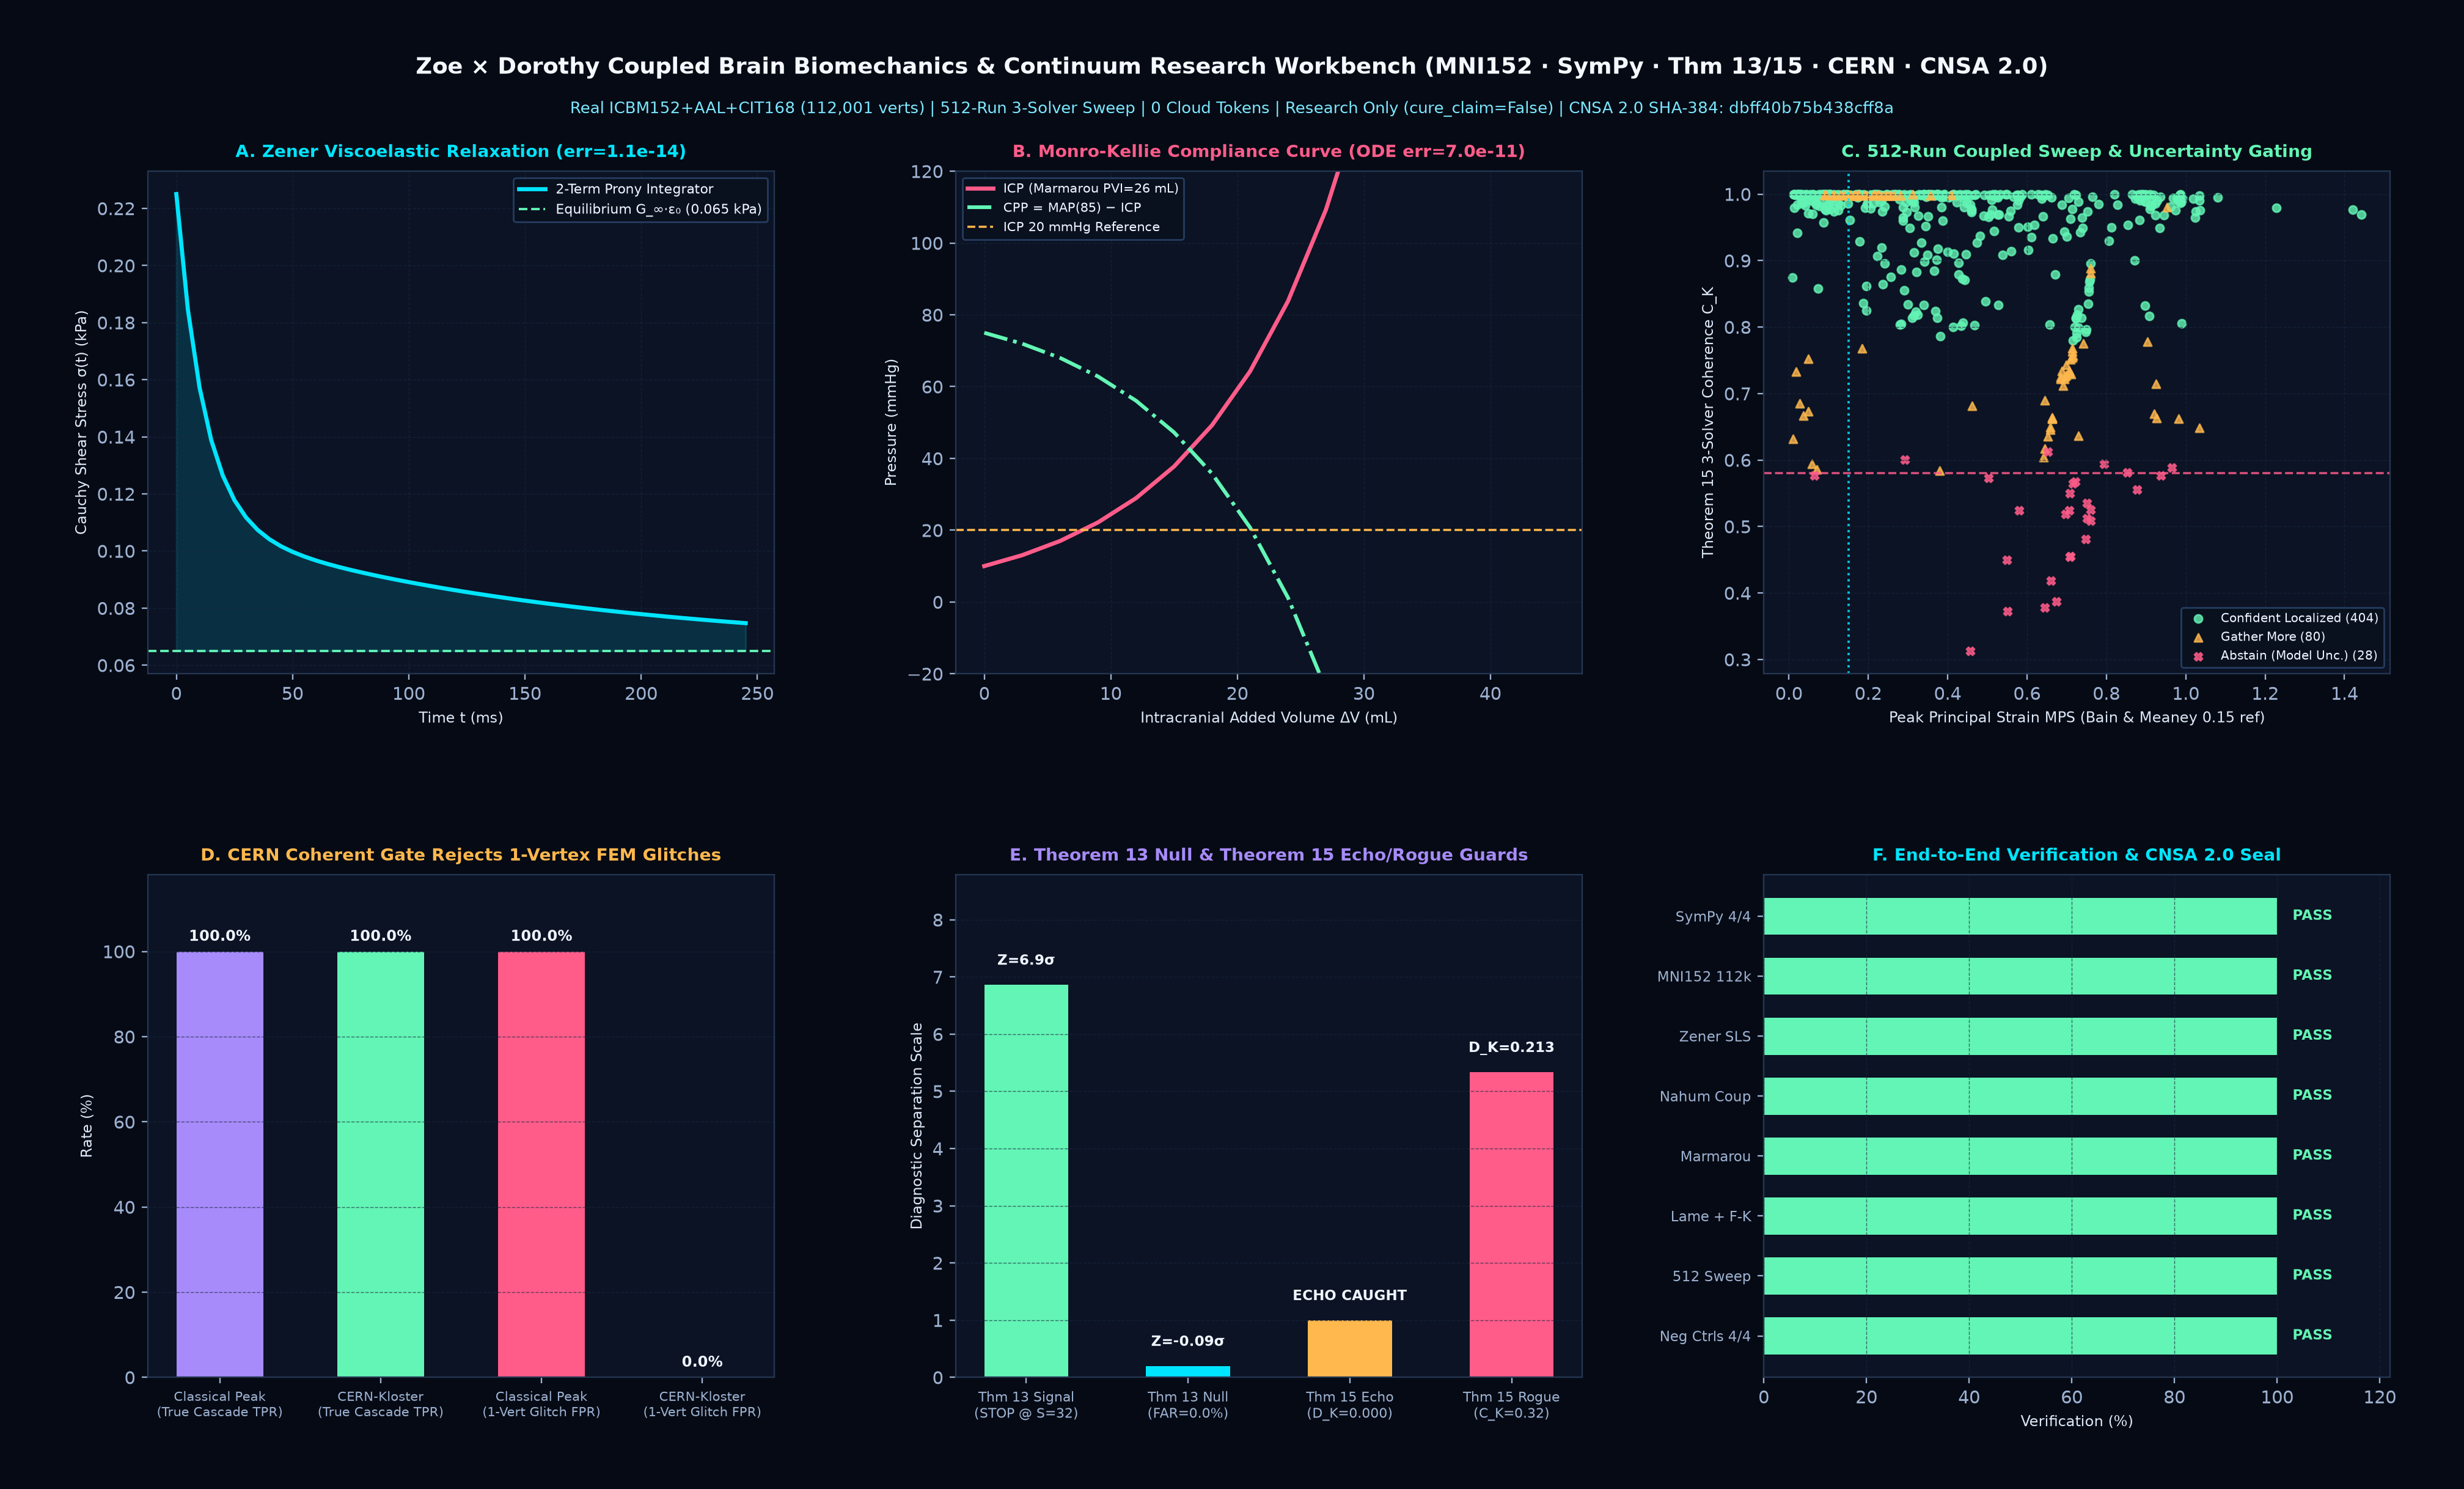 Zoe × Dorothy Coupled Brain Biomechanics & Continuum Research Workbench (MNI152 · SymPy · Thm 13/15 · CERN · CNSA 2.0)
Real ICBM152+AAL+CIT168 (112,001 verts) | 512-Run 3-Solver Sweep | 0 Cloud Tokens | Research Only (cure_claim=False) | CNSA 2.0 SHA-384: dbff40b75b438cff8a
A. Zener Viscoelastic Relaxation (err=1.1e-14)
2-Term Prony Integrator
Equilibrium G_∞·ε₀ (0.065 kPa)
Cauchy Shear Stress σ(t) (kPa)
0.22
0.20
0.18
0.16
0.14
0.12
0.10
0.08
0.06
0
50
100
150
200
250
Time t (ms)
B. Monro-Kellie Compliance Curve (ODE err=7.0e-11)
ICP (Marmarou PVI=26 mL)
CPP = MAP(85) − ICP
ICP 20 mmHg Reference
Pressure (mmHg)
120
100
80
60
40
20
0
−20
0
10
20
30
40
Intracranial Added Volume ΔV (mL)
C. 512-Run Coupled Sweep & Uncertainty Gating
Theorem 15 3-Solver Coherence C_K
1.0
0.9
0.8
0.7
0.6
0.5
0.4
0.3
Confident Localized (404)
Gather More (80)
Abstain (Model Unc.) (28)
0.0
0.2
0.4
0.6
0.8
1.0
1.2
1.4
Peak Principal Strain MPS (Bain & Meaney 0.15 ref)
D. CERN Coherent Gate Rejects 1-Vertex FEM Glitches
Rate (%)
100
80
60
40
20
0
100.0%
100.0%
100.0%
0.0%
Classical Peak
(True Cascade TPR)
CERN-Kloster
(True Cascade TPR)
Classical Peak
(1-Vert Glitch FPR)
CERN-Kloster
(1-Vert Glitch FPR)
E. Theorem 13 Null & Theorem 15 Echo/Rogue Guards
Diagnostic Separation Scale
8
7
6
5
4
3
2
1
0
Z=6.9σ
Z=-0.09σ
ECHO CAUGHT
D_K=0.213
Thm 13 Signal
(STOP @ S=32)
Thm 13 Null
(FAR=0.0%)
Thm 15 Echo
(D_K=0.000)
Thm 15 Rogue
(C_K=0.32)
F. End-to-End Verification & CNSA 2.0 Seal
SymPy 4/4
PASS
MNI152 112k
PASS
Zener SLS
PASS
Nahum Coup
PASS
Marmarou
PASS
Lame + F-K
PASS
512 Sweep
PASS
Neg Ctrls 4/4
PASS
0
20
40
60
80
100
120
Verification (%)